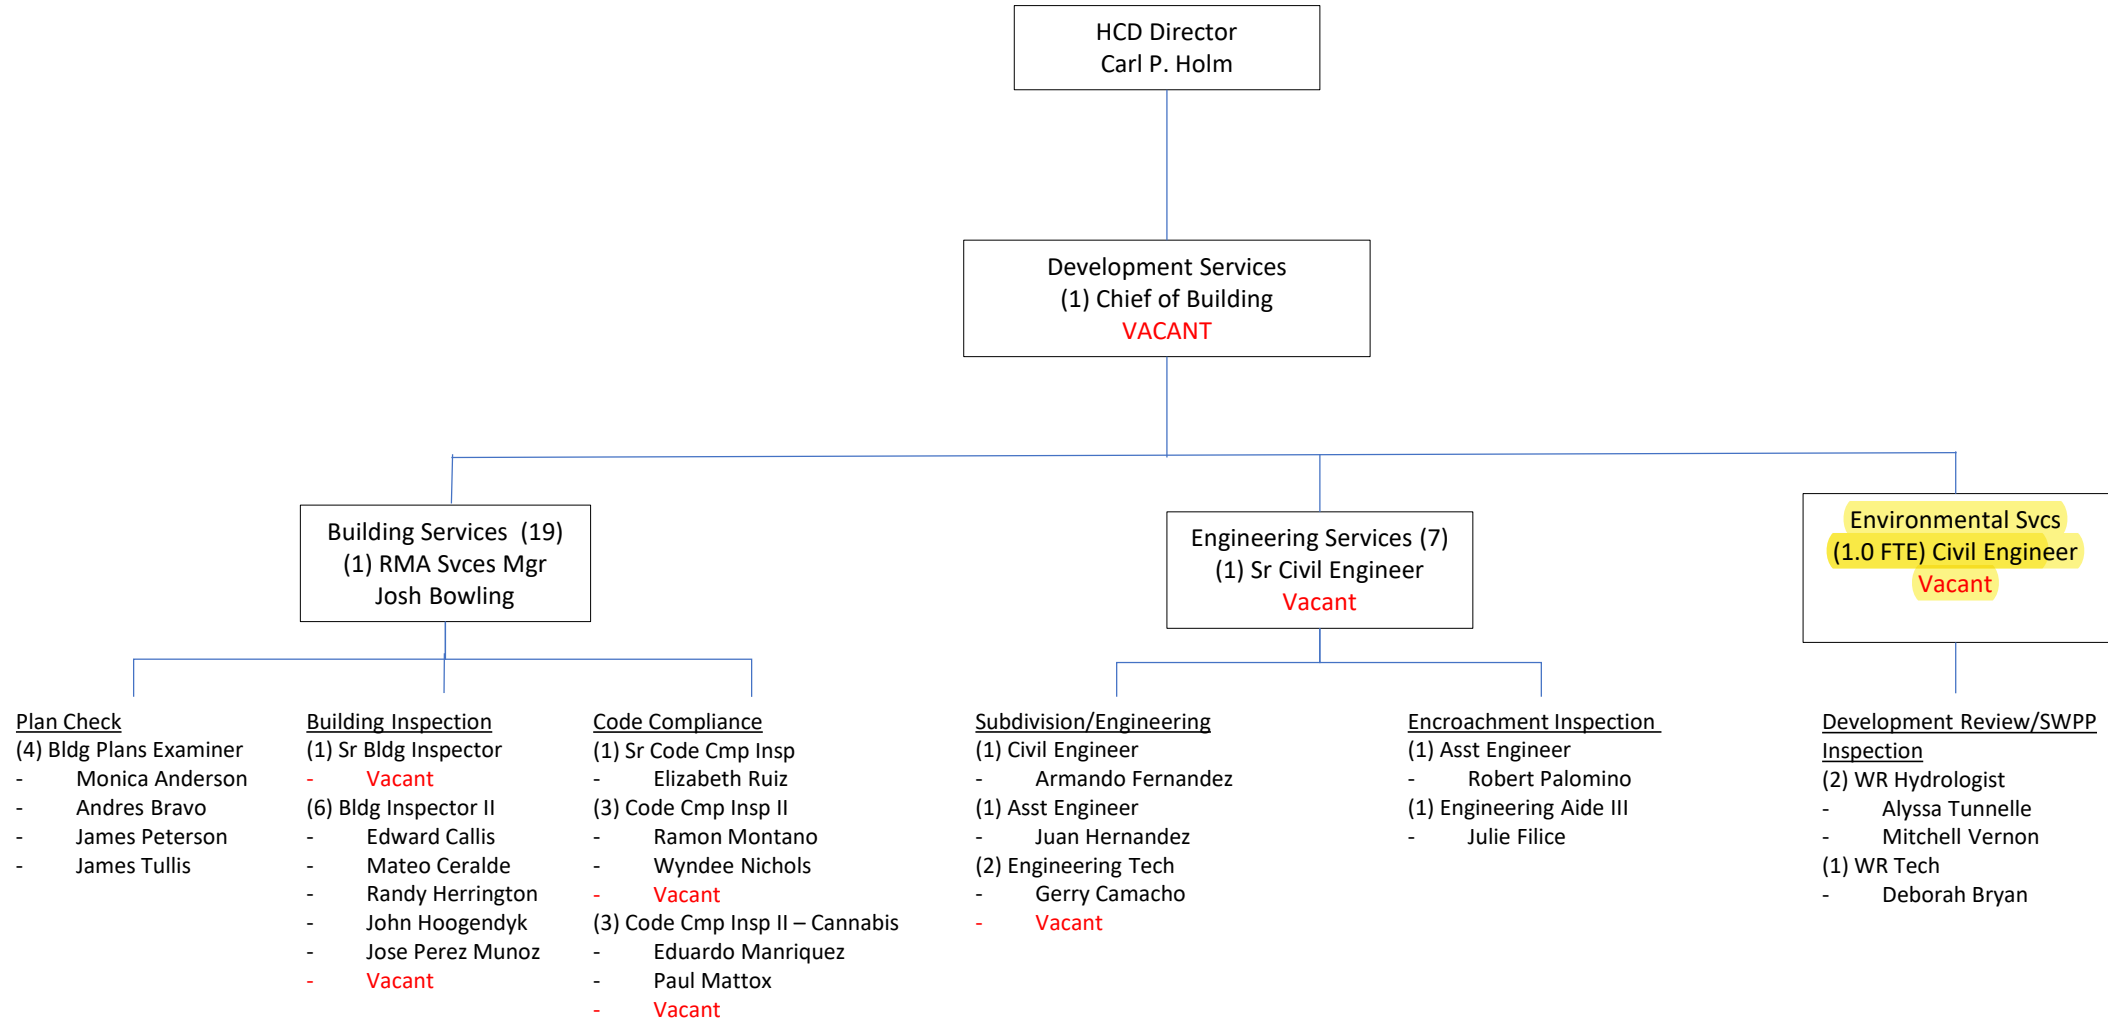 HCD Director
Carl P. Holm
Development Services
(1) Chief of Building
VACANT
Building Services  (19)
(1) RMA Svces Mgr
Josh Bowling
Engineering Services (7)
(1) Sr Civil Engineer
Vacant
Environmental Svcs
(1.0 FTE) Civil Engineer
Vacant
Plan Check
(4) Bldg Plans Examiner
- Monica Anderson
- Andres Bravo
- James Peterson
- James Tullis
Building Inspection
(1) Sr Bldg Inspector
- Vacant
(6) Bldg Inspector II
- Edward Callis
- Mateo Ceralde
- Randy Herrington
- John Hoogendyk
- Jose Perez Munoz
- Vacant
Code Compliance
(1) Sr Code Cmp Insp
- Elizabeth Ruiz
(3) Code Cmp Insp II
- Ramon Montano
- Wyndee Nichols
- Vacant
(3) Code Cmp Insp II – Cannabis
- Eduardo Manriquez
- Paul Mattox
- Vacant
Subdivision/Engineering
(1) Civil Engineer
- Armando Fernandez
(1) Asst Engineer
- Juan Hernandez
(2) Engineering Tech
- Gerry Camacho
- Vacant
Encroachment Inspection
(1) Asst Engineer
- Robert Palomino
(1) Engineering Aide III
- Julie Filice
Development Review/SWPP
Inspection
(2) WR Hydrologist
- Alyssa Tunnelle
- Mitchell Vernon
(1) WR Tech
- Deborah Bryan